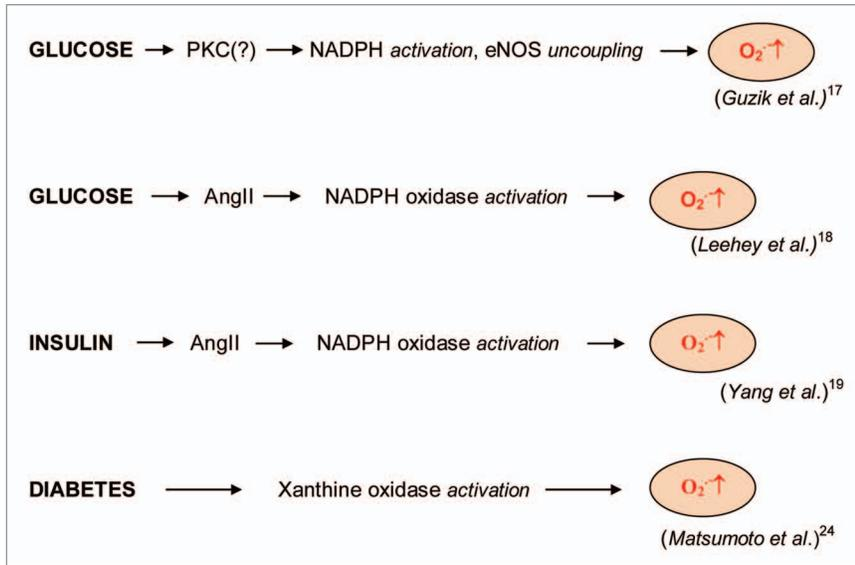 GLUCOSE → PKC(?) → NADPH activation, eNOS uncoupling → O₂·⁻↑
(Guzik et al.)¹⁷
GLUCOSE → AngII → NADPH oxidase activation → O₂·⁻↑
(Leehey et al.)¹⁸
INSULIN → AngII → NADPH oxidase activation → O₂·⁻↑
(Yang et al.)¹⁹
DIABETES → Xanthine oxidase activation → O₂·⁻↑
(Matsumoto et al.)²⁴